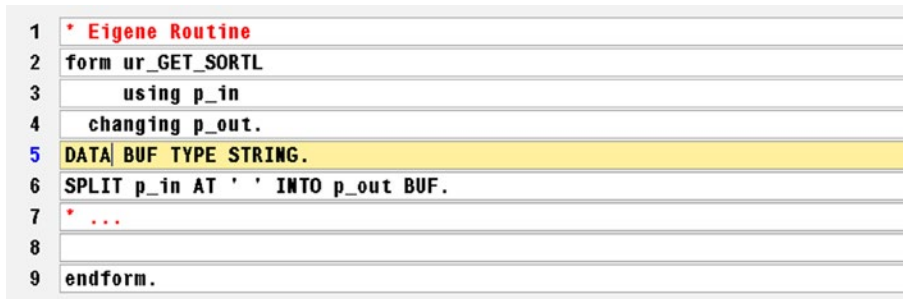 1 * Eigene Routine
2 form ur_GET_SORTL
3 using p_in
4 changing p_out.
5 DATA BUF TYPE STRING.
6 SPLIT p_in AT ' ' INTO p_out BUF.
7 * ...
8
9 endform.